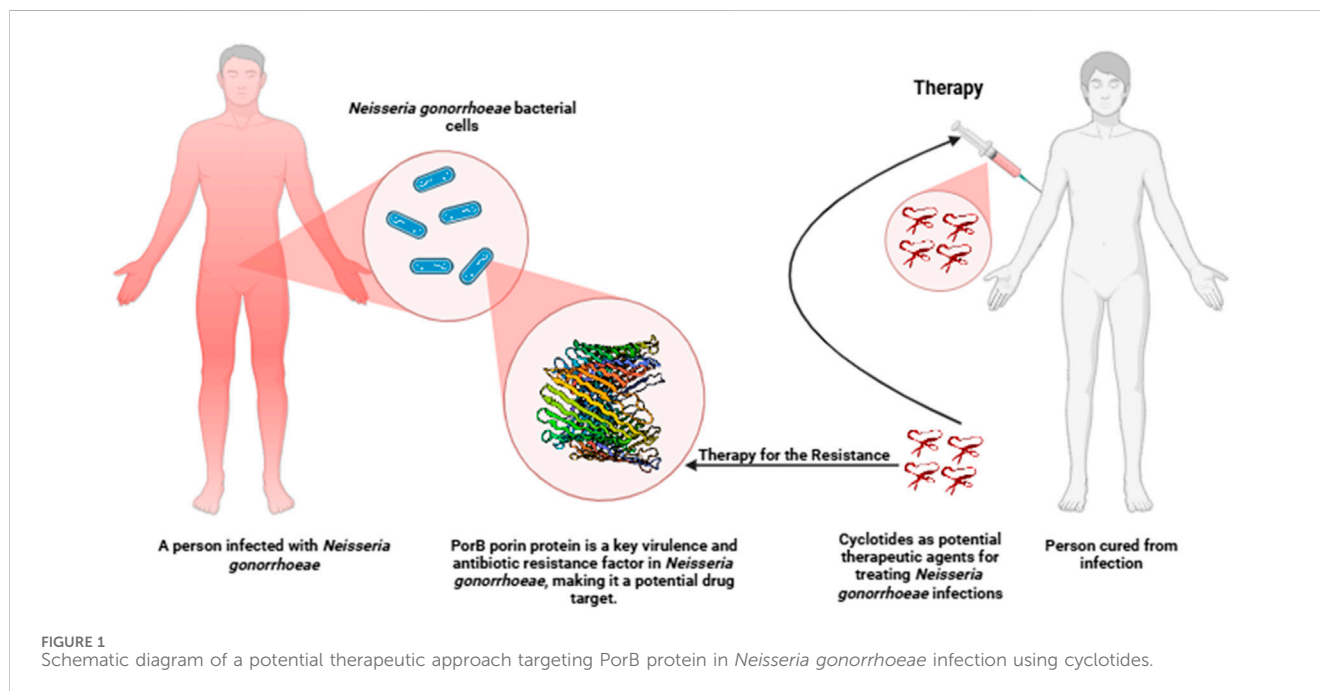 Neisseria gonorrhoeae bacterial
cells
Therapy
Therapy for the Resistance
A person infected with Neisseria
gonorrhoeae
PorB porin protein is a key virulence and
antibiotic resistance factor in Neisseria
gonorrhoeae, making it a potential drug
target.
Cyclotides as potential
therapeutic agents for
treating Neisseria
gonorrhoeae infections
Person cured from
infection
FIGURE 1
Schematic diagram of a potential therapeutic approach targeting PorB protein in Neisseria gonorrhoeae infection using cyclotides.